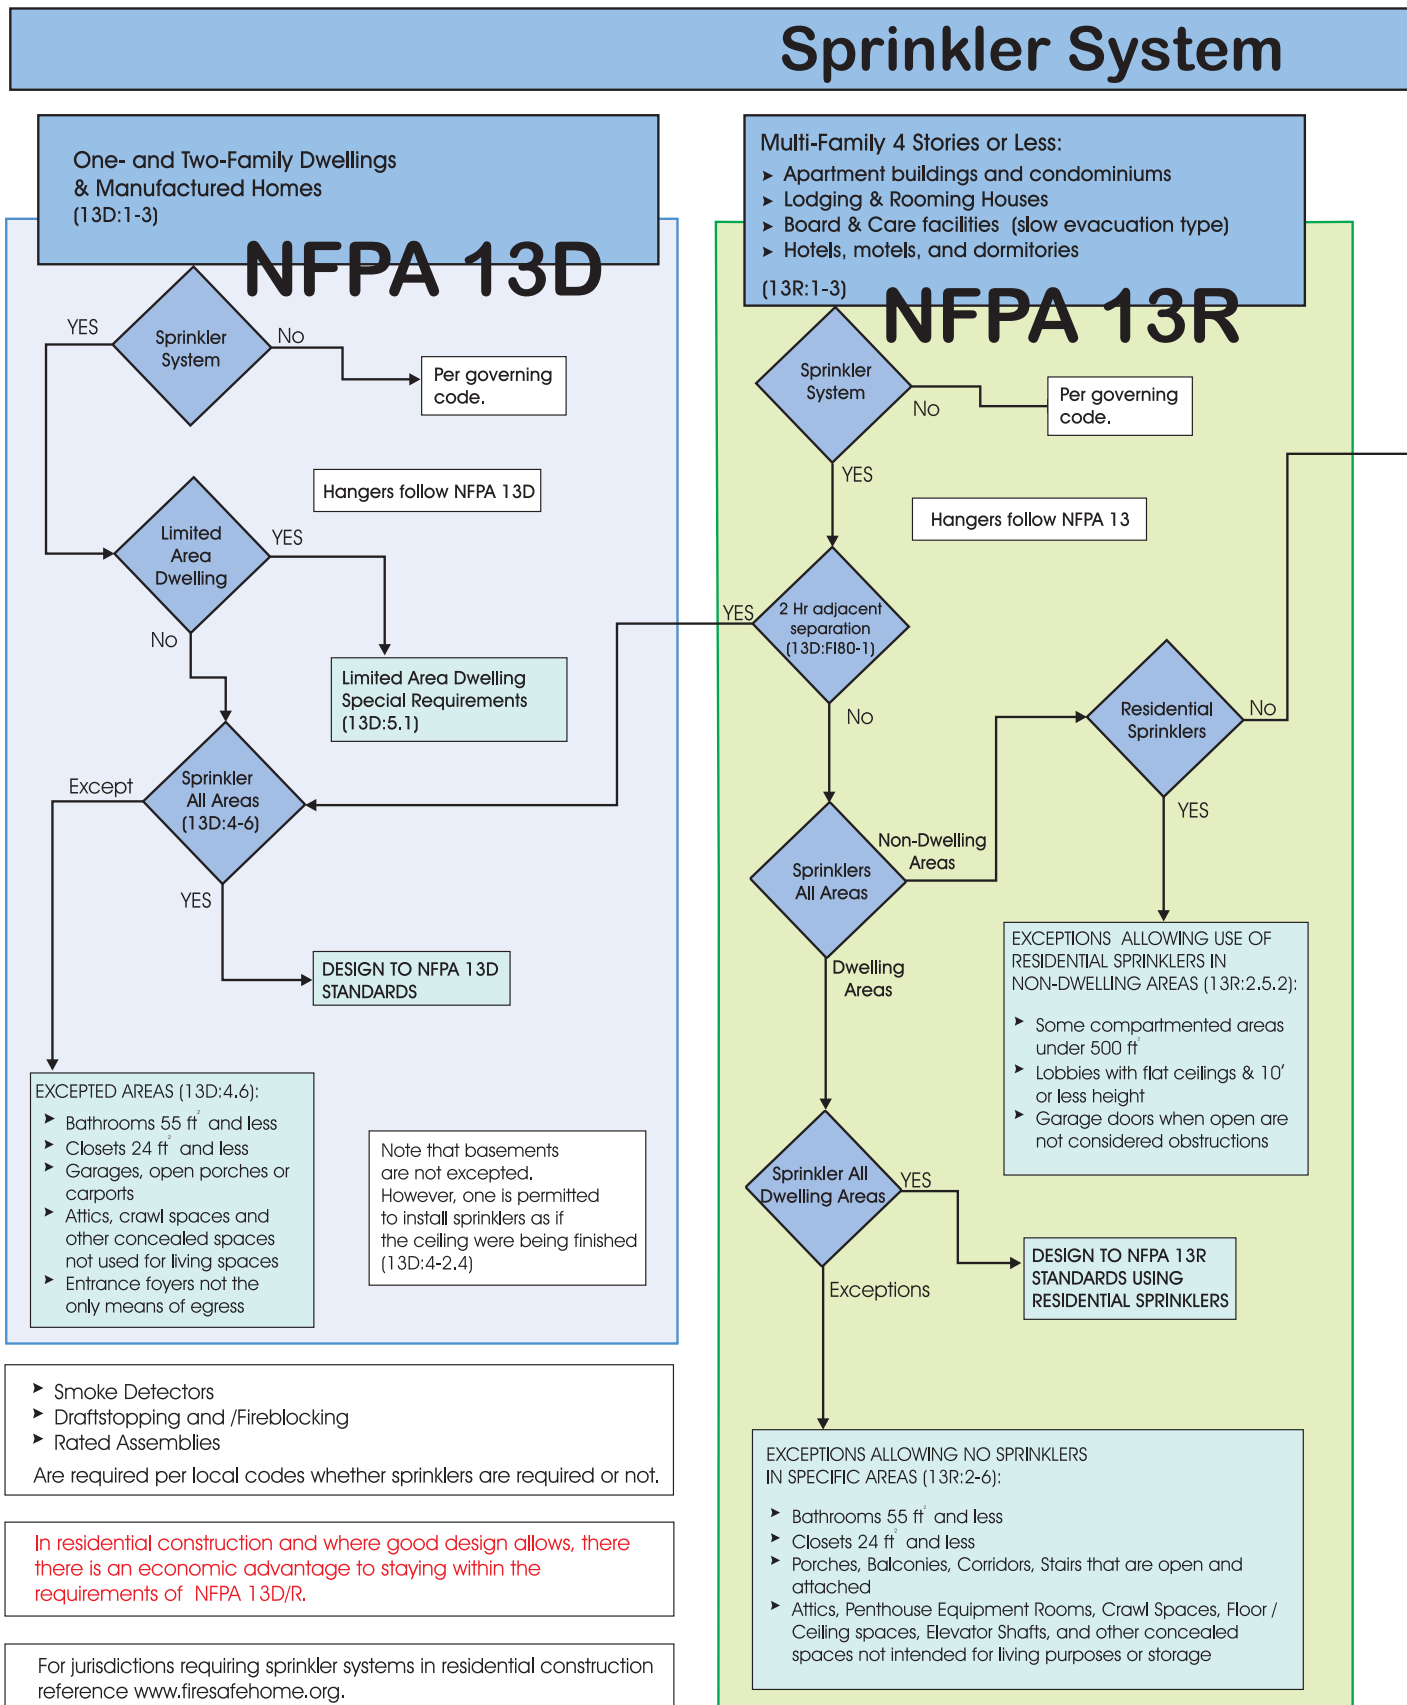 Sprinkler System
One- and Two-Family Dwellings
& Manufactured Homes
(13D:1-3)
NFPA 13D
YES
Sprinkler
System
No
Per governing
code.
Hangers follow NFPA 13D
Limited
Area
Dwelling
YES
No
Limited Area Dwelling
Special Requirements
(13D:5.1)
Except
Sprinkler
All Areas
(13D:4-6)
YES
DESIGN TO NFPA 13D
STANDARDS
EXCEPTED AREAS (13D:4.6):
➤ Bathrooms 55 ft² and less
➤ Closets 24 ft² and less
➤ Garages, open porches or
carports
➤ Attics, crawl spaces and
other concealed spaces
not used for living spaces
➤ Entrance foyers not the
only means of egress
Note that basements
are not excepted.
However, one is permitted
to install sprinklers as if
the ceiling were being finished
(13D:4-2.4)
➤ Smoke Detectors
➤ Draftstopping and /Fireblocking
➤ Rated Assemblies
Are required per local codes whether sprinklers are required or not.
In residential construction and where good design allows, there
there is an economic advantage to staying within the
requirements of NFPA 13D/R.
For jurisdictions requiring sprinkler systems in residential construction
reference www.firesafehome.org.
Multi-Family 4 Stories or Less:
➤ Apartment buildings and condominiums
➤ Lodging & Rooming Houses
➤ Board & Care facilities (slow evacuation type)
➤ Hotels, motels, and dormitories
(13R:1-3)
NFPA 13R
Sprinkler
System
No
Per governing
code.
YES
Hangers follow NFPA 13
YES
2 Hr adjacent
separation
(13D:FI80-1)
No
Residential
Sprinklers
No
YES
Sprinklers
All Areas
Non-Dwelling
Areas
Dwelling
Areas
EXCEPTIONS ALLOWING USE OF
RESIDENTIAL SPRINKLERS IN
NON-DWELLING AREAS (13R:2.5.2):
➤ Some compartmented areas
under 500 ft²
➤ Lobbies with flat ceilings & 10'
or less height
➤ Garage doors when open are
not considered obstructions
Sprinkler All
Dwelling Areas
YES
DESIGN TO NFPA 13R
STANDARDS USING
RESIDENTIAL SPRINKLERS
Exceptions
EXCEPTIONS ALLOWING NO SPRINKLERS
IN SPECIFIC AREAS (13R:2-6):
➤ Bathrooms 55 ft² and less
➤ Closets 24 ft² and less
➤ Porches, Balconies, Corridors, Stairs that are open and
attached
➤ Attics, Penthouse Equipment Rooms, Crawl Spaces, Floor /
Ceiling spaces, Elevator Shafts, and other concealed
spaces not intended for living purposes or storage